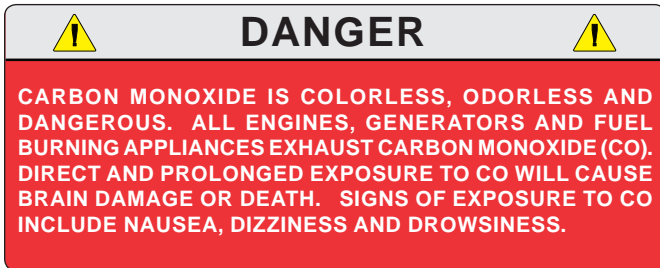 DANGER
CARBON MONOXIDE IS COLORLESS, ODORLESS AND
DANGEROUS. ALL ENGINES, GENERATORS AND FUEL
BURNING APPLIANCES EXHAUST CARBON MONOXIDE (CO).
DIRECT AND PROLONGED EXPOSURE TO CO WILL CAUSE
BRAIN DAMAGE OR DEATH. SIGNS OF EXPOSURE TO CO
INCLUDE NAUSEA, DIZZINESS AND DROWSINESS.